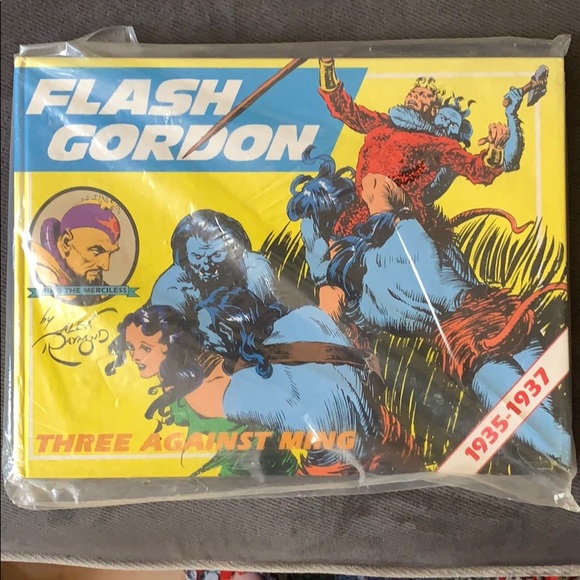 FLASH
GORDON
MING THE MERCILESS
by
ALEX
RAYMOND
THREE AGAINST MING
1935-1937